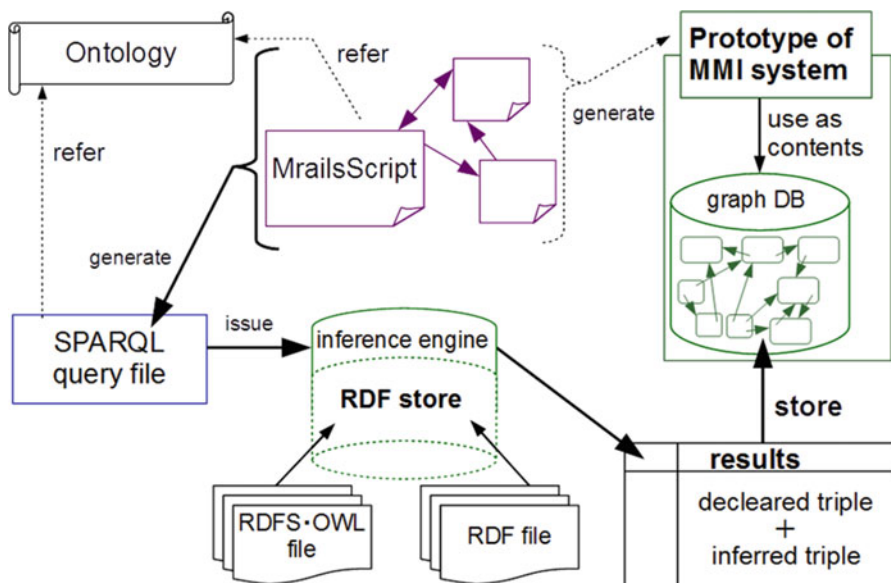 Ontology
refer
refer
MrailsScript
generate
Prototype of
MMI system
use as
contents
graph DB
generate
SPARQL
query file
issue
inference engine
RDF store
RDFS・OWL
file
RDF file
store
results
decleared triple
+
inferred triple